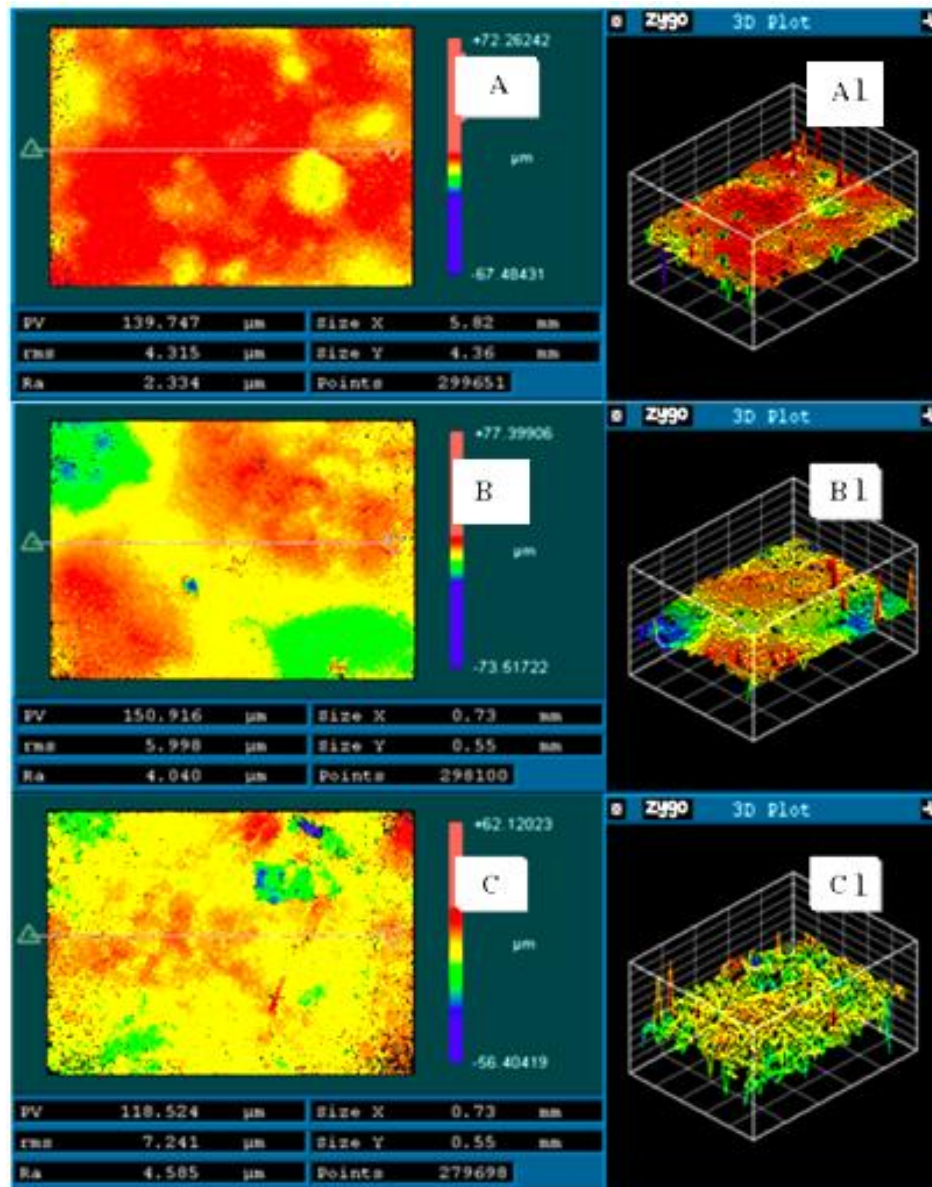 +72.26242
A
µm
-67.48431
PV 139.747 µm Size X 5.82 mm
rms 4.315 µm Size Y 4.36 mm
Ra 2.334 µm Points 299651
zygo 3D Plot
A1
+77.39906
B
µm
-73.51722
PV 150.916 µm Size X 0.73 mm
rms 5.998 µm Size Y 0.55 mm
Ra 4.040 µm Points 298100
zygo 3D Plot
B1
+62.12023
C
µm
-56.40419
PV 118.524 µm Size X 0.73 mm
rms 7.241 µm Size Y 0.55 mm
Ra 4.585 µm Points 279698
zygo 3D Plot
C1